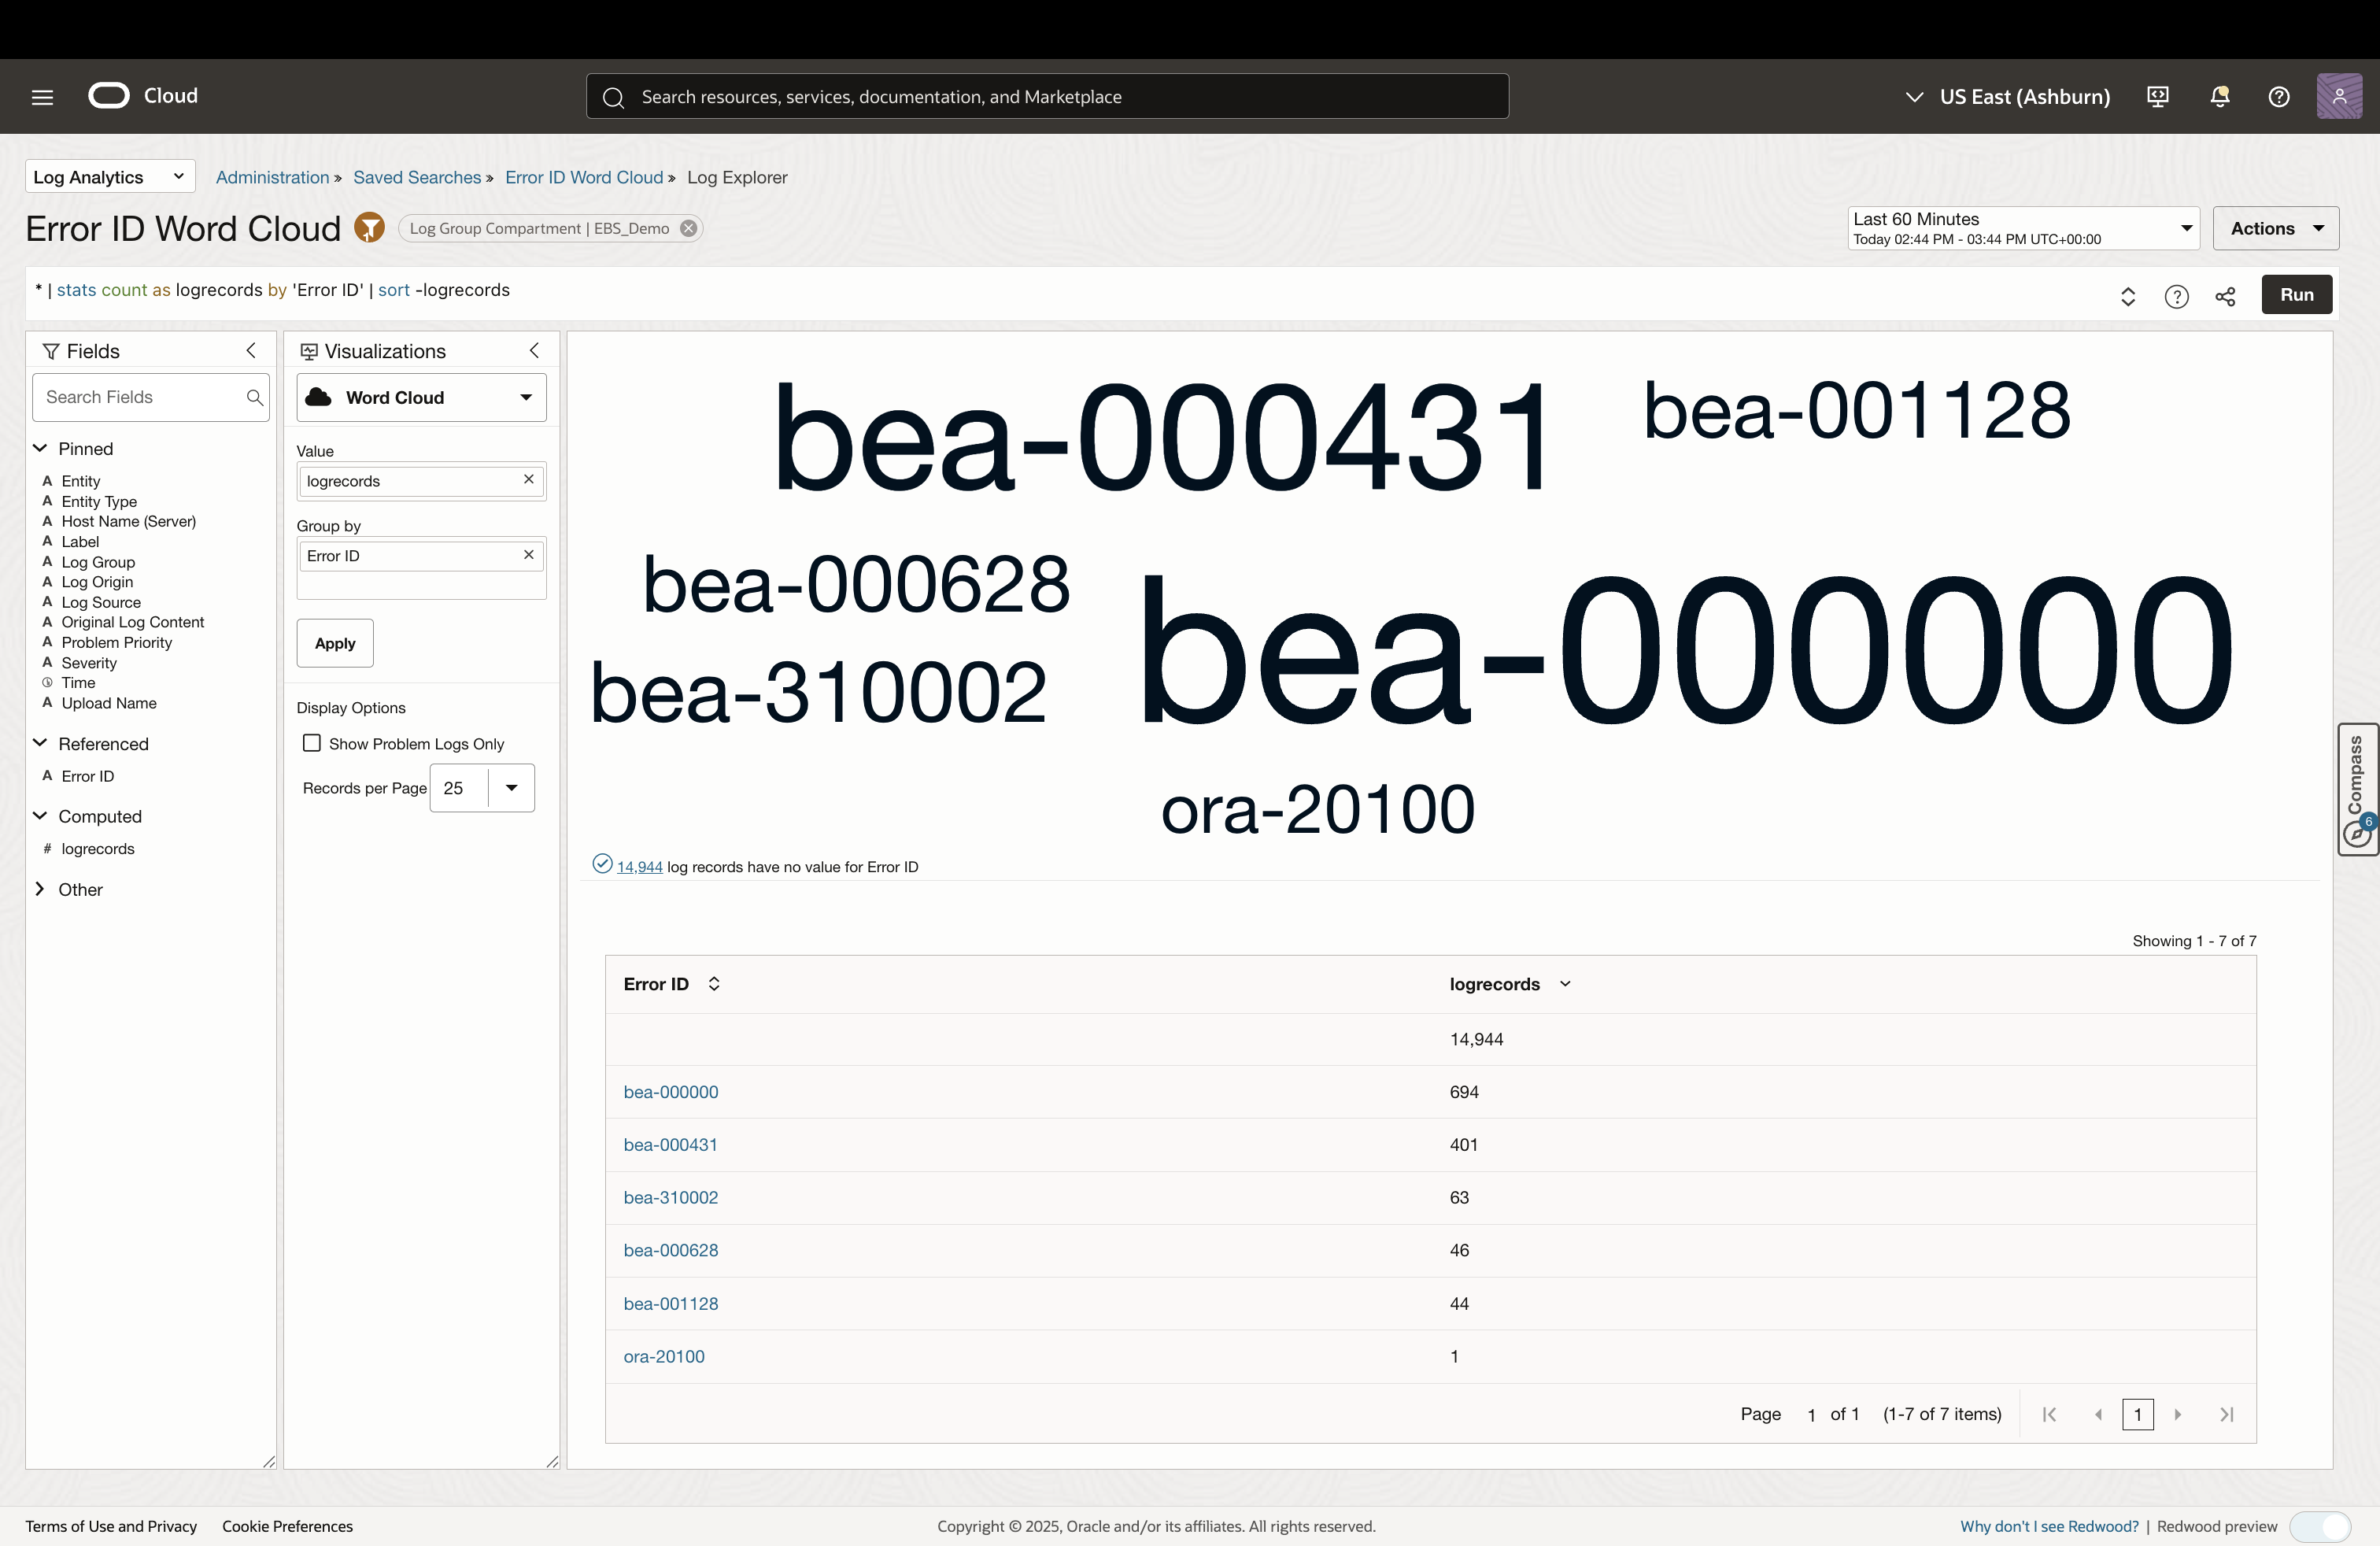 Cloud
Search resources, services, documentation, and Marketplace
US East (Ashburn)
Log Analytics
Administration » Saved Searches » Error ID Word Cloud » Log Explorer
Error ID Word Cloud
Log Group Compartment | EBS_Demo
Last 60 Minutes
Today 02:44 PM - 03:44 PM UTC+00:00
Actions
* | stats count as logrecords by 'Error ID' | sort -logrecords
Run
Fields
Search Fields
Pinned
A Entity
A Entity Type
A Host Name (Server)
A Label
A Log Group
A Log Origin
A Log Source
A Original Log Content
A Problem Priority
A Severity
Time
A Upload Name
Referenced
A Error ID
Computed
# logrecords
Other
Visualizations
Word Cloud
Value
logrecords
Group by
Error ID
Apply
Display Options
Show Problem Logs Only
Records per Page 25
bea-000431
bea-001128
bea-000628
bea-000000
bea-310002
ora-20100
14,944 log records have no value for Error ID
Compass
6
Showing 1 - 7 of 7
Error ID logrecords
14,944
bea-000000 694
bea-000431 401
bea-310002 63
bea-000628 46
bea-001128 44
ora-20100 1
Page 1 of 1 (1-7 of 7 items) 1
Terms of Use and Privacy Cookie Preferences
Copyright © 2025, Oracle and/or its affiliates. All rights reserved.
Why don't I see Redwood? | Redwood preview